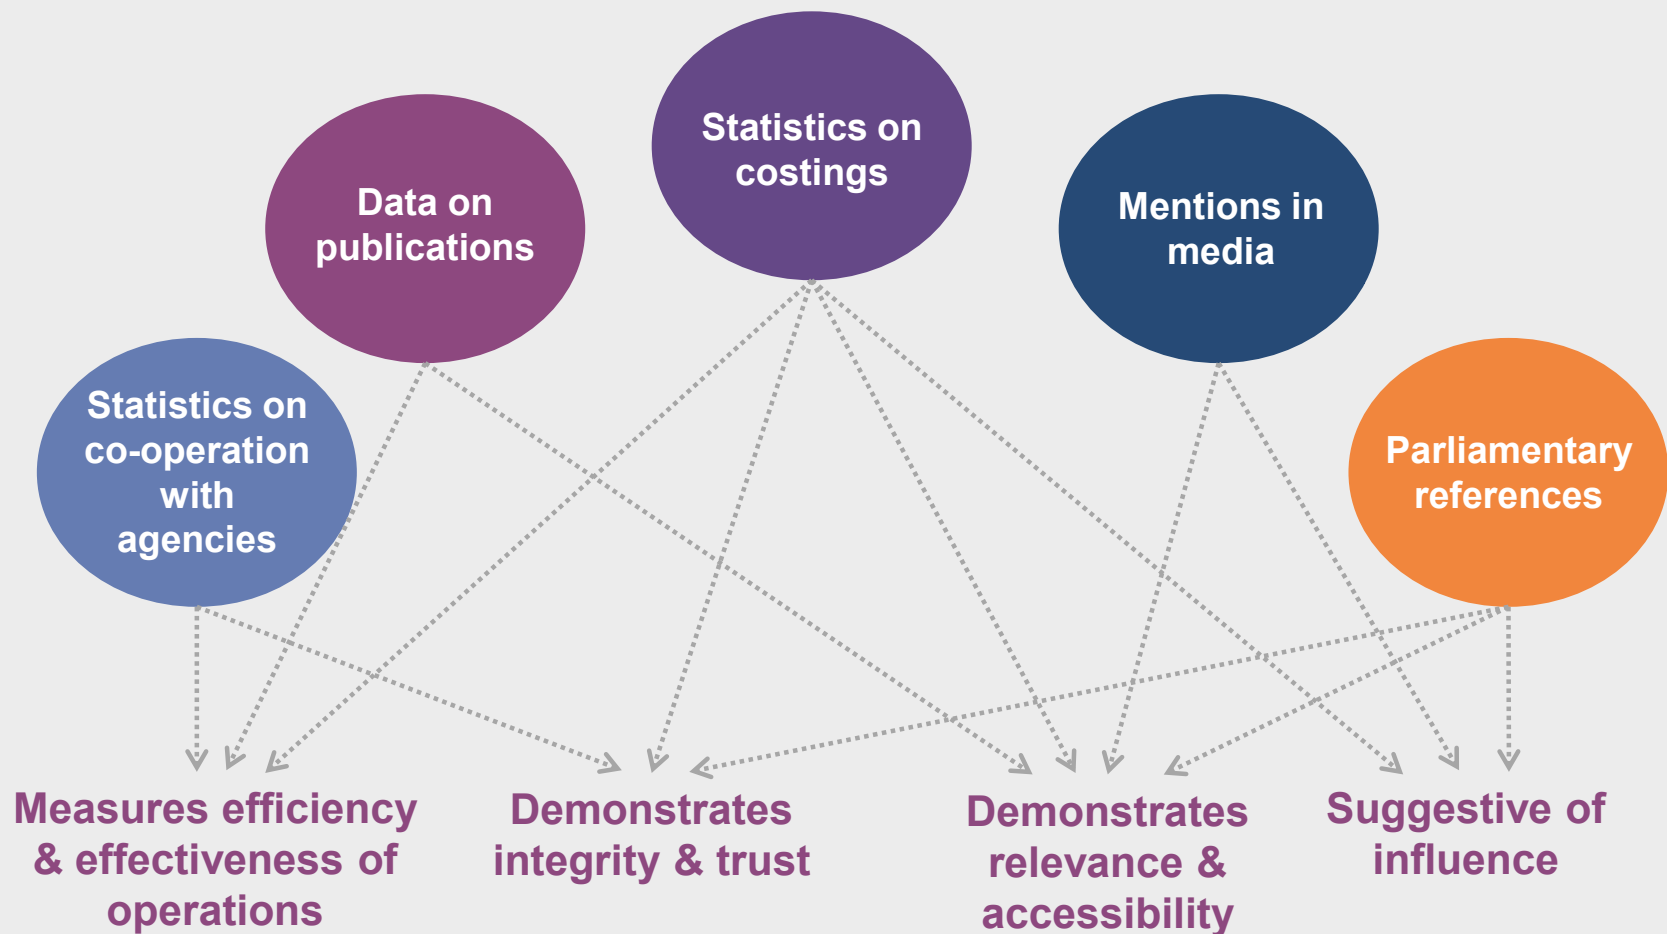 Statistics on
costings
Data on
publications
Mentions in
media
Statistics on
co-operation
with
agencies
Parliamentary
references
Measures efficiency
& effectiveness of
operations
Demonstrates
integrity & trust
Demonstrates
relevance &
accessibility
Suggestive of
influence